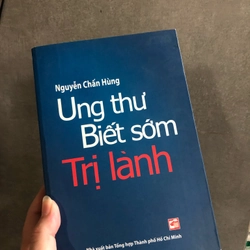 Nguyễn Chấn Hùng
Ung thư
Biết sớm
Trị lành
Nhà xuất bản Tổng hợp Thành phố Hồ Chí Minh